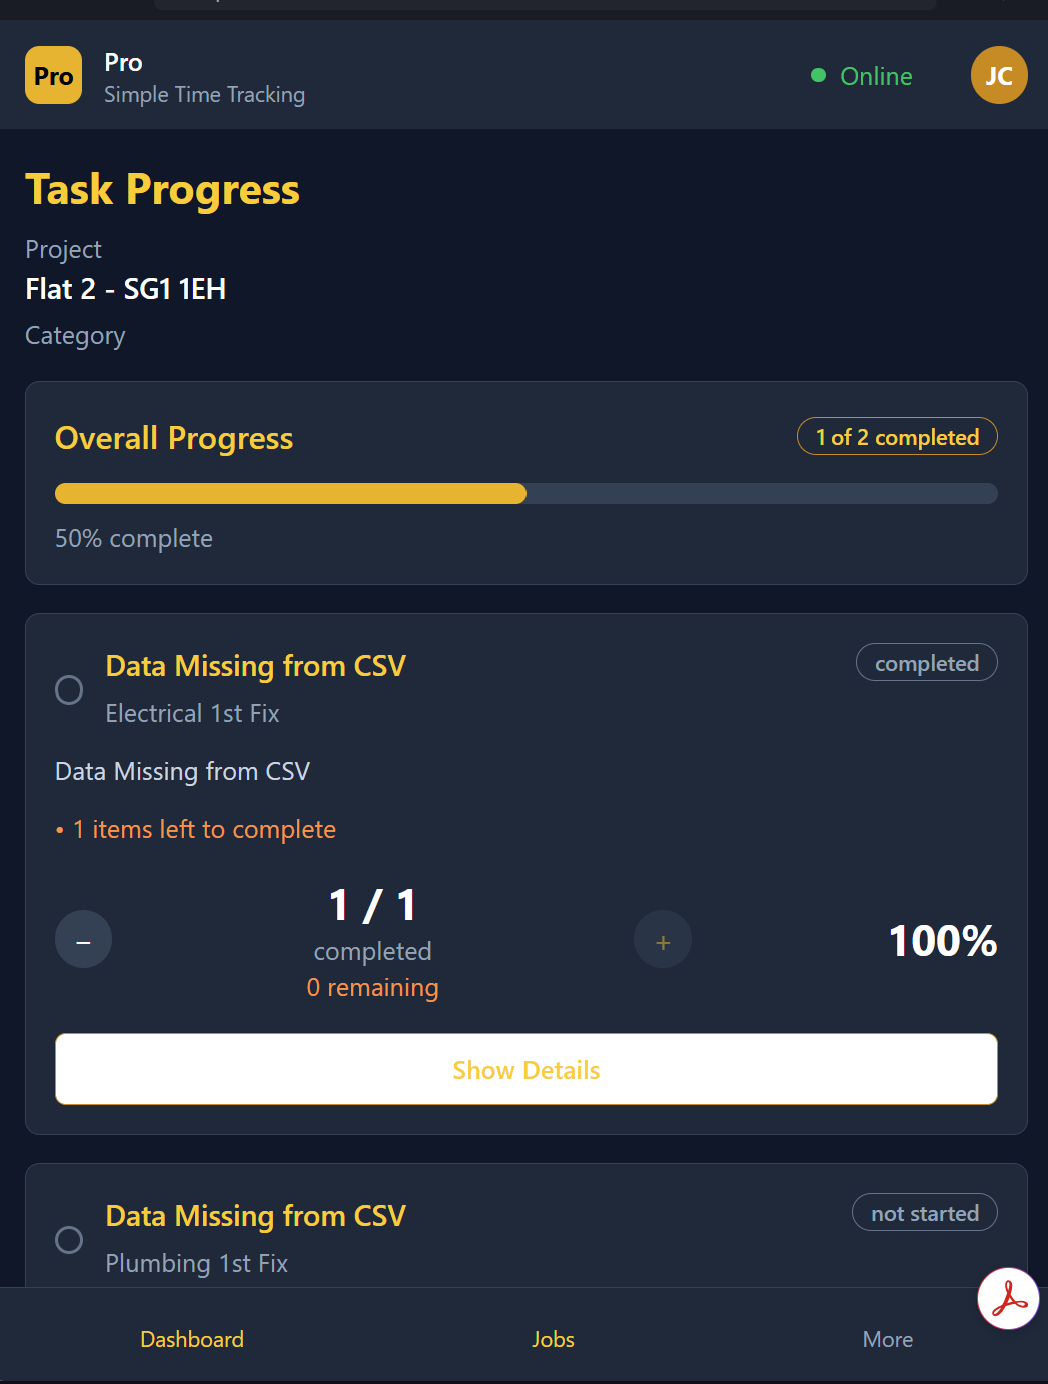 Pro
Pro
Simple Time Tracking
Online
JC
Task Progress
Project
Flat 2 - SG1 1EH
Category
Overall Progress
1 of 2 completed
50% complete
Data Missing from CSV
completed
Electrical 1st Fix
Data Missing from CSV
• 1 items left to complete
−
1 / 1
completed
0 remaining
+
100%
Show Details
Data Missing from CSV
not started
Plumbing 1st Fix
Dashboard
Jobs
More